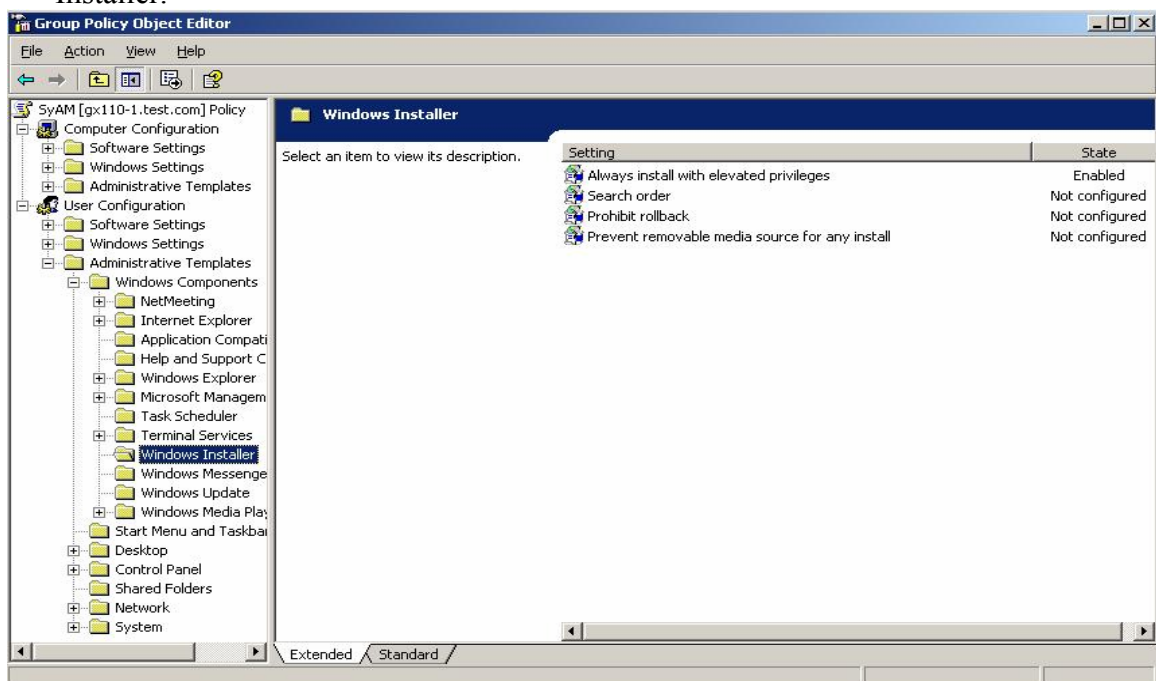 Installer.
Group Policy Object Editor
File Action View Help
SyAM [gx110-1.test.com] Policy
Computer Configuration
Software Settings
Windows Settings
Administrative Templates
User Configuration
Software Settings
Windows Settings
Administrative Templates
Windows Components
NetMeeting
Internet Explorer
Application Compati
Help and Support C
Windows Explorer
Microsoft Managem
Task Scheduler
Terminal Services
Windows Installer
Windows Messenge
Windows Update
Windows Media Play
Start Menu and Taskbar
Desktop
Control Panel
Shared Folders
Network
System
Windows Installer
Select an item to view its description.
Setting State
Always install with elevated privileges Enabled
Search order Not configured
Prohibit rollback Not configured
Prevent removable media source for any install Not configured
Extended Standard